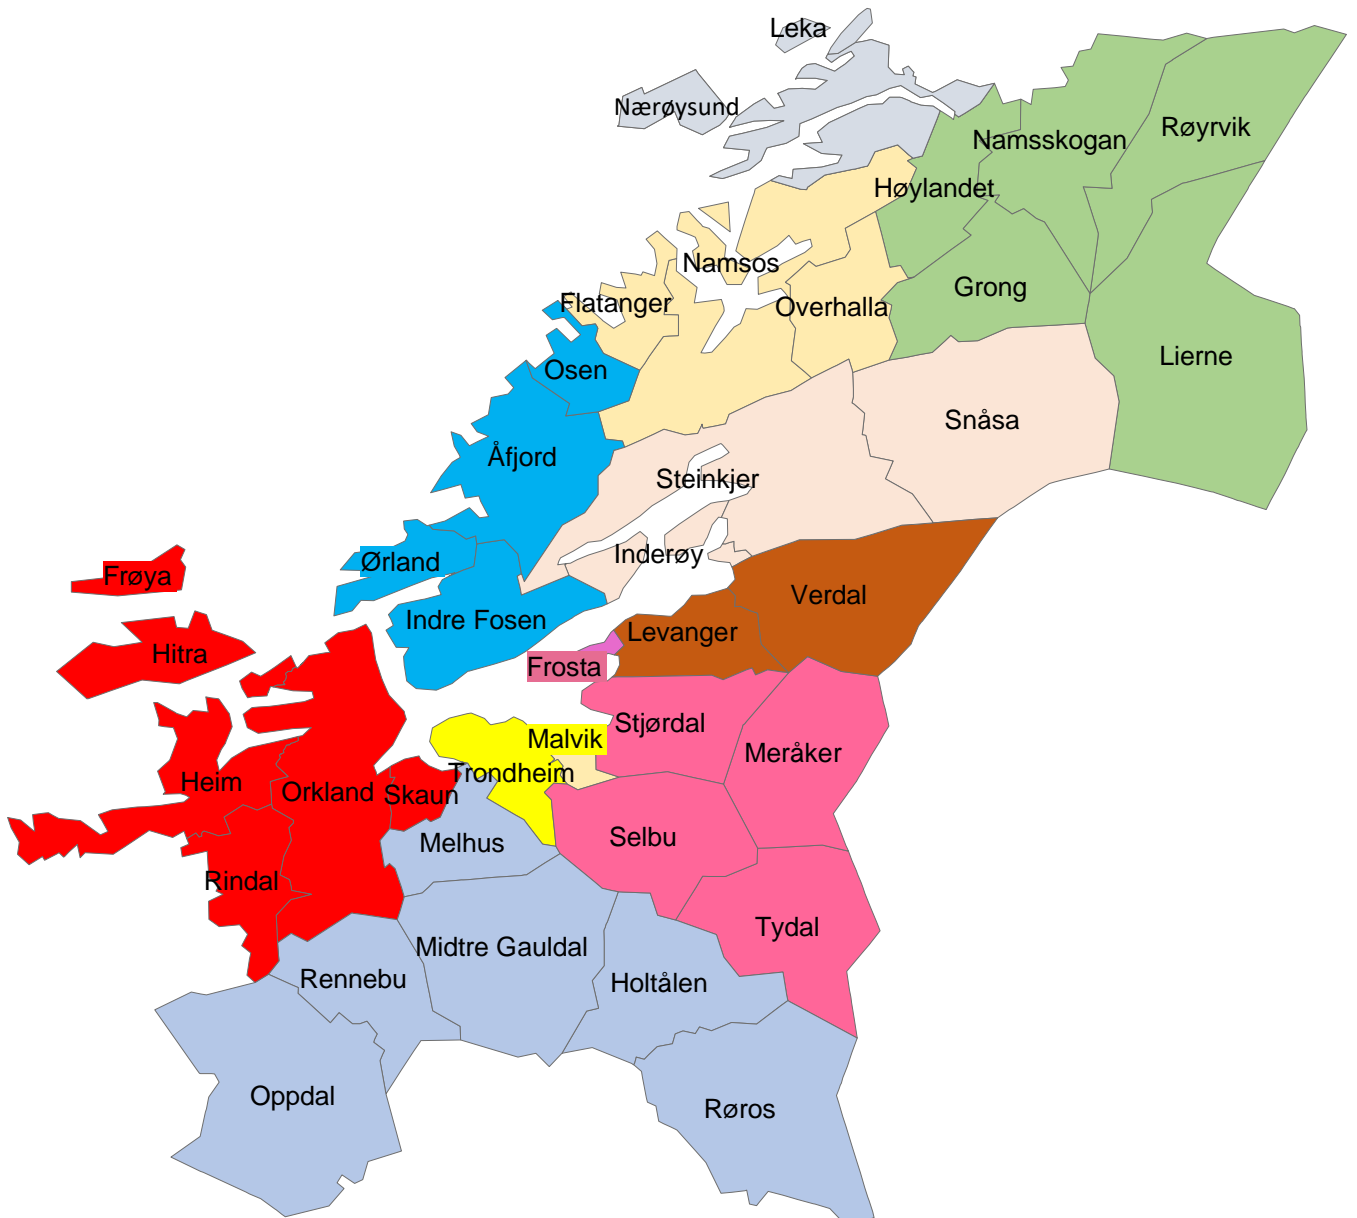 Leka
Nærøysund
Namsskogan
Røyrvik
Høylandet
Namsos
Grong
Flatanger
Overhalla
Lierne
Osen
Snåsa
Åfjord
Steinkjer
Inderøy
Ørland
Frøya
Verdal
Indre Fosen
Levanger
Hitra
Frosta
Stjørdal
Malvik
Meråker
Trondheim
Heim
Orkland
Skaun
Selbu
Melhus
Rindal
Tydal
Midtre Gauldal
Rennebu
Holtålen
Oppdal
Røros